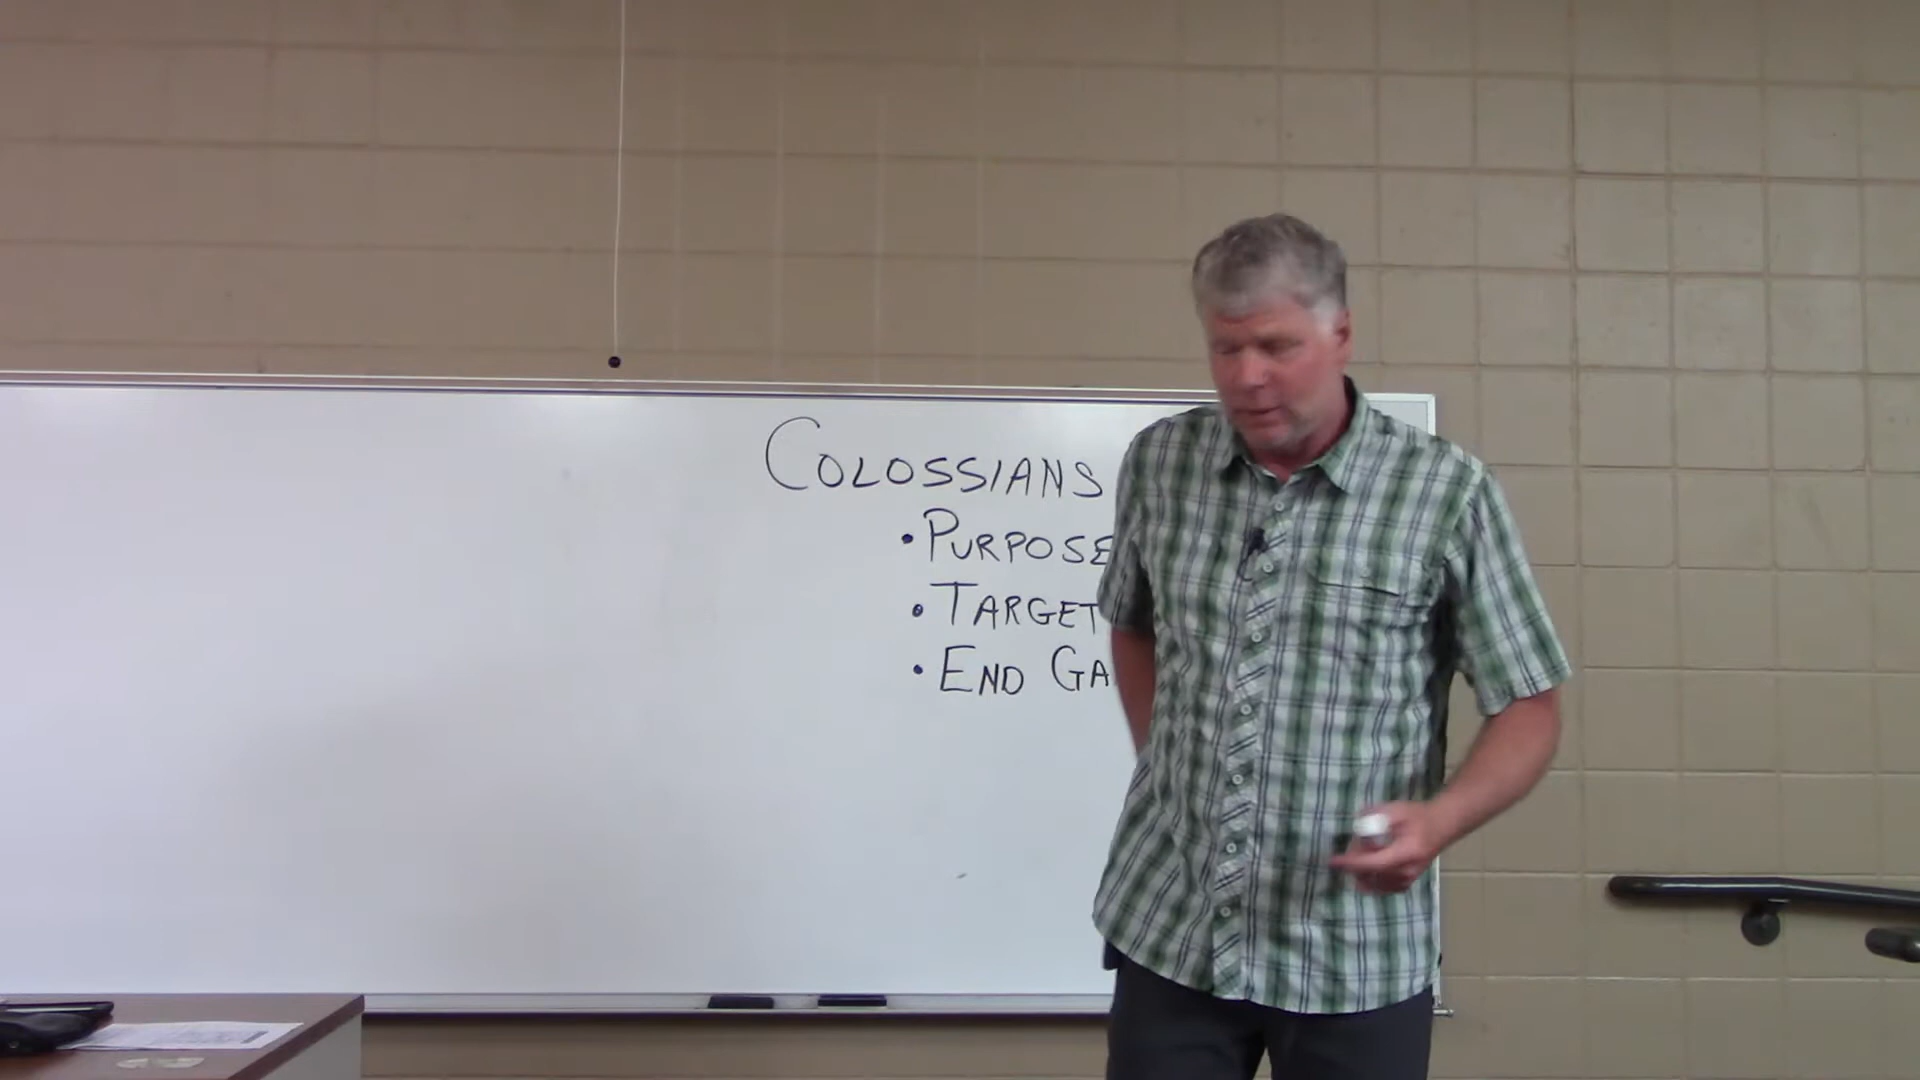 COLOSSIANS
• PURPOSE
• TARGET
• END GA